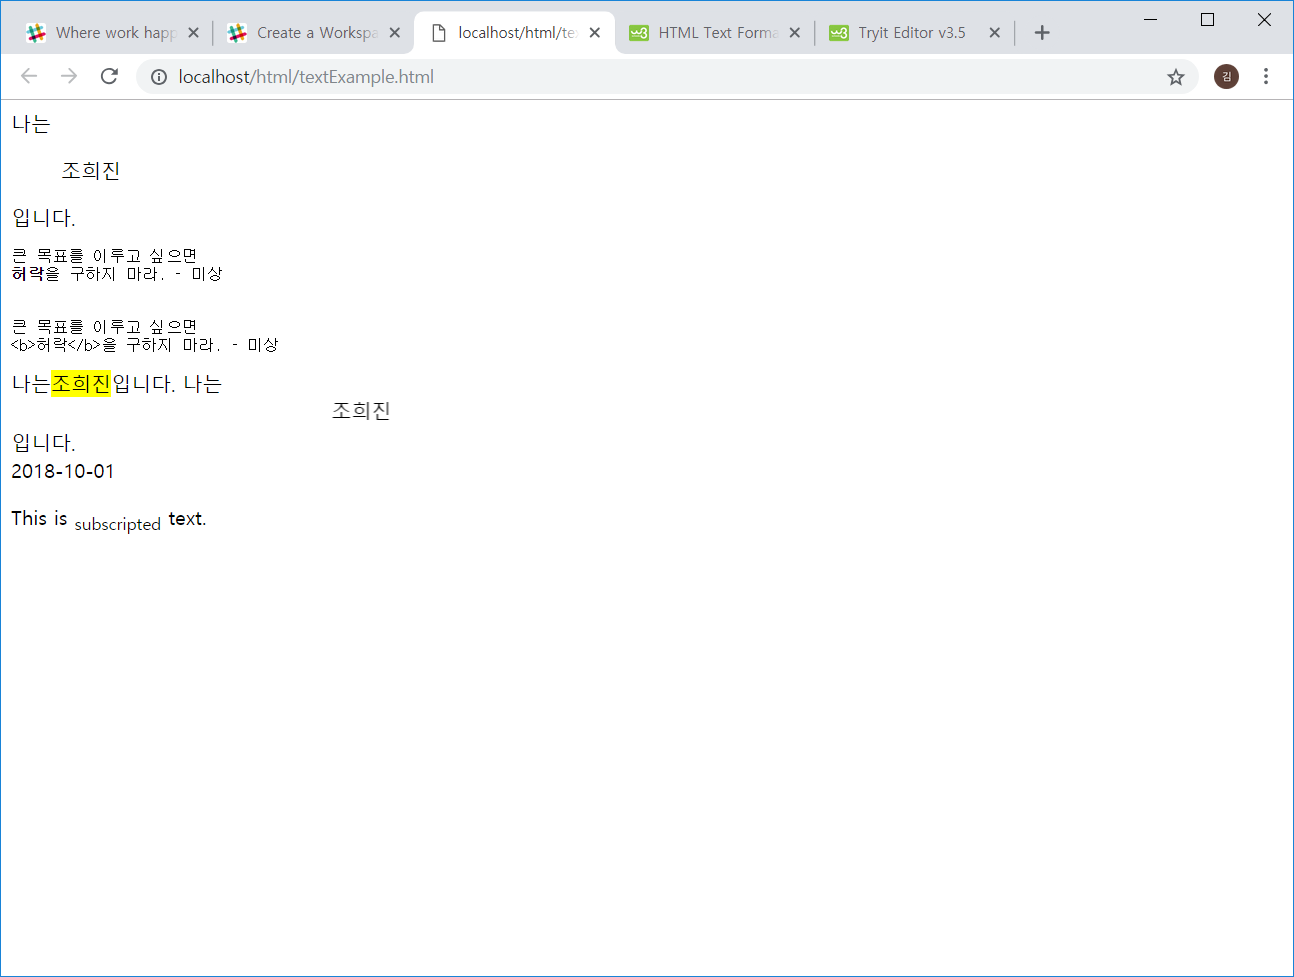 Where work happ
Create a Workspa
localhost/html/te
HTML Text Forma
Tryit Editor v3.5
localhost/html/textExample.html
김
나는
조희진
입니다.
큰 목표를 이루고 싶으면
허락을 구하지 마라. - 미상
큰 목표를 이루고 싶으면
<b>허락</b>을 구하지 마라. - 미상
나는조희진입니다. 나는
조희진
입니다.
2018-10-01
This is subscripted text.